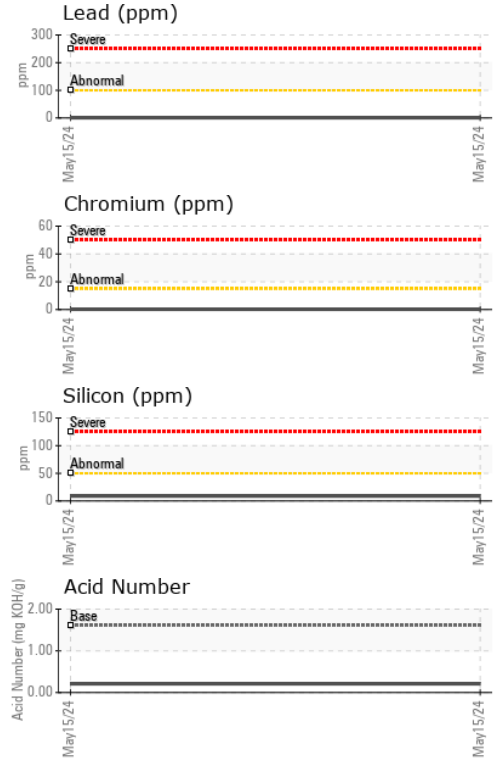 Lead (ppm)
300
Severe
200
Abnormal
100
0
ppm
May15/24
May15/24
Chromium (ppm)
60
Severe
40
Abnormal
20
0
ppm
May15/24
May15/24
Silicon (ppm)
150
Severe
100
Abnormal
50
0
ppm
May15/24
May15/24
Acid Number
2.00
Base
1.00
0.00
Acid Number (mg KOH/g)
May15/24
May15/24